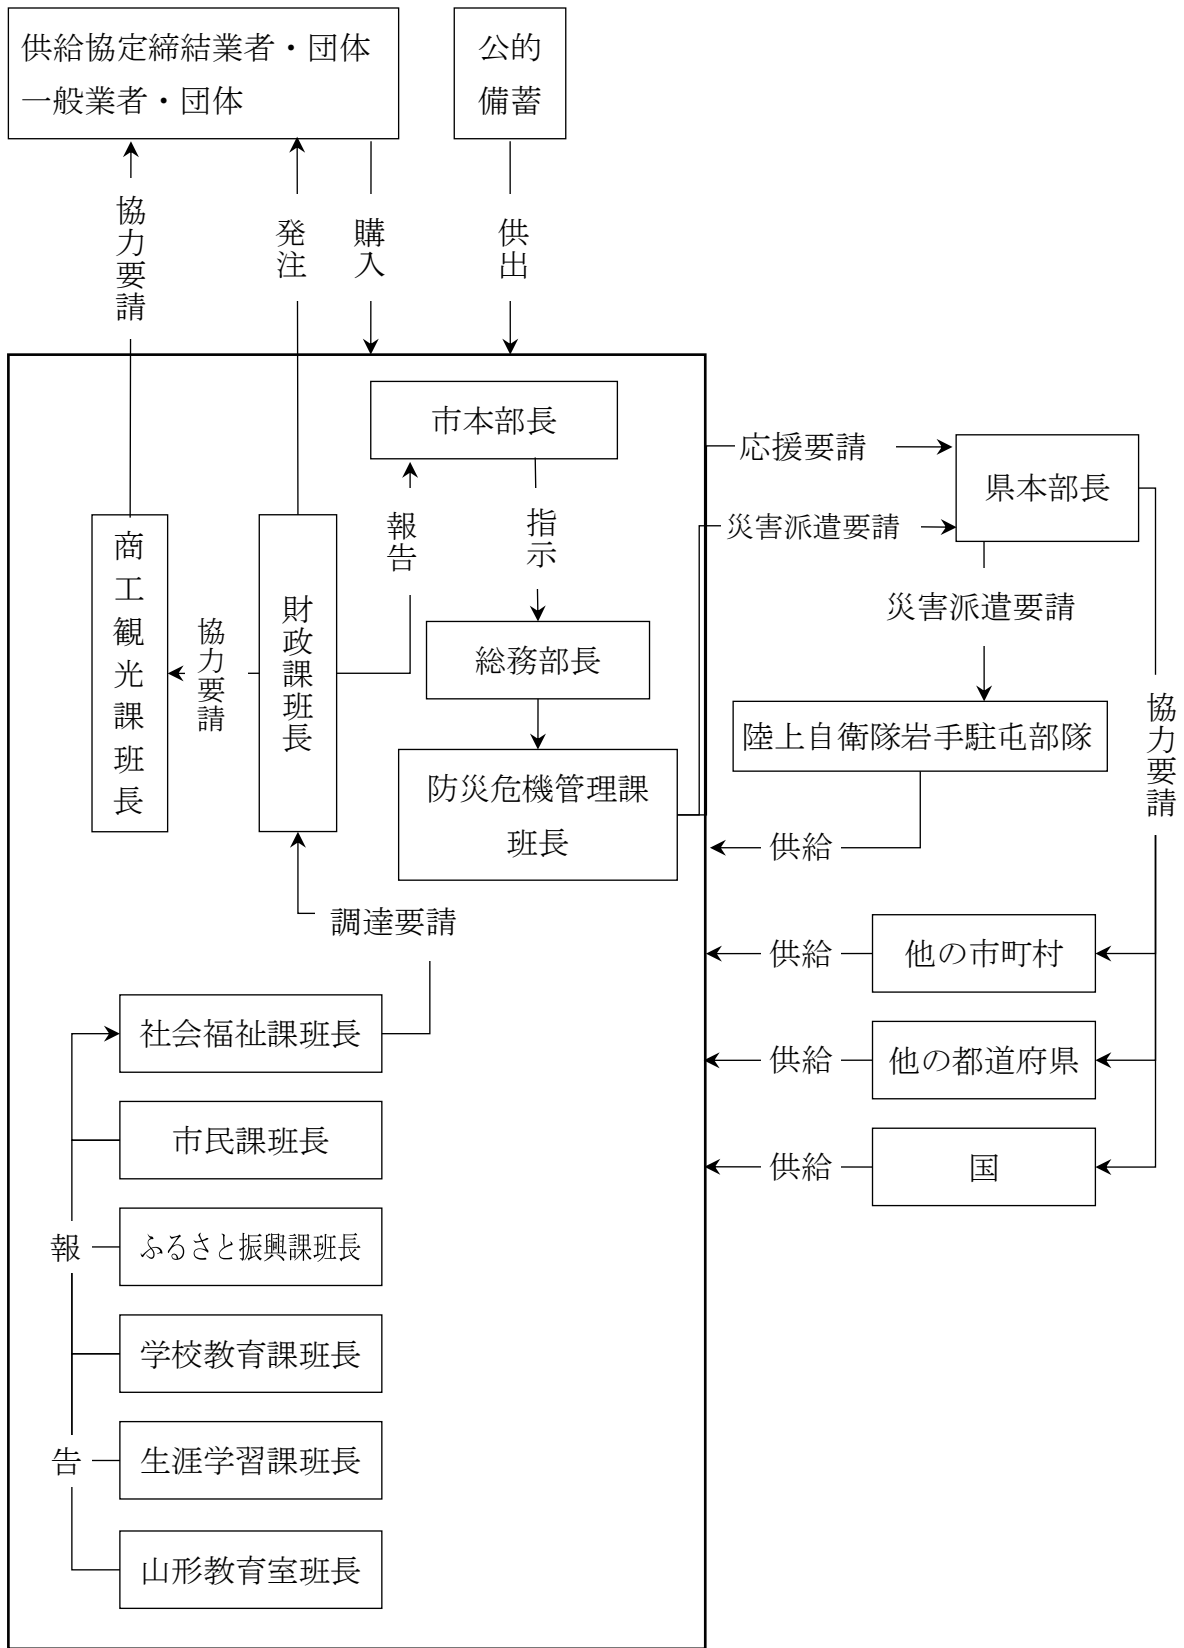 供給協定締結業者・団体
一般業者・団体
公的
備蓄
協力要請
発注
購入
供出
市本部長
応援要請
県本部長
報告
指示
災害派遣要請
商工観光課班長
財政課班長
協力要請
災害派遣要請
総務部長
協力要請
陸上自衛隊岩手駐屯部隊
防災危機管理課
班長
供給
調達要請
供給
他の市町村
社会福祉課班長
供給
他の都道府県
市民課班長
供給
国
報告
ふるさと振興課班長
学校教育課班長
生涯学習課班長
山形教育室班長